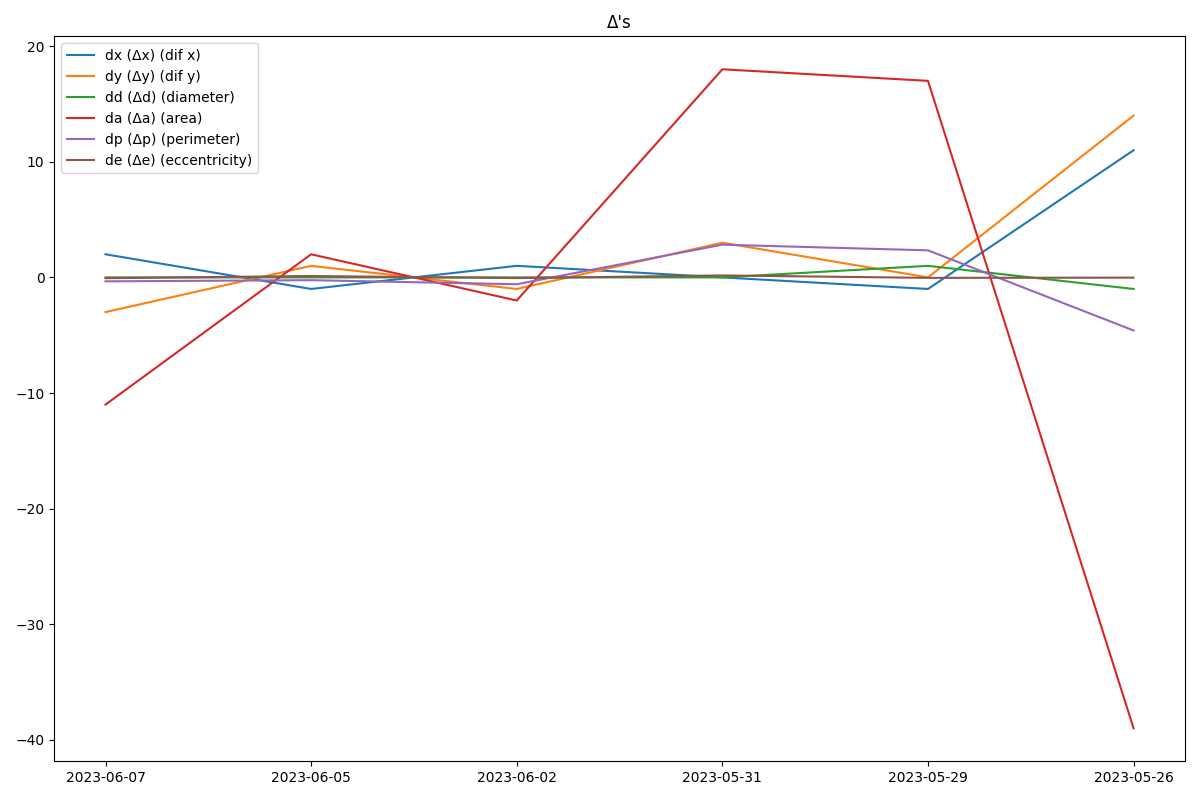 Δ's
dx (Δx) (dif x)
dy (Δy) (dif y)
dd (Δd) (diameter)
da (Δa) (area)
dp (Δp) (perimeter)
de (Δe) (eccentricity)
20
10
0
−10
−20
−30
−40
2023-06-07 2023-06-05 2023-06-02 2023-05-31 2023-05-29 2023-05-26